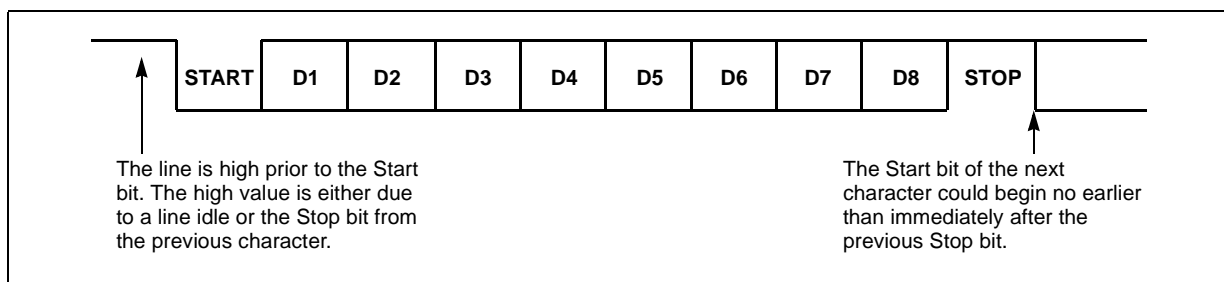 START D1 D2 D3 D4 D5 D6 D7 D8 STOP
The line is high prior to the Start
bit. The high value is either due
to a line idle or the Stop bit from
the previous character.
The Start bit of the next
character could begin no earlier
than immediately after the
previous Stop bit.